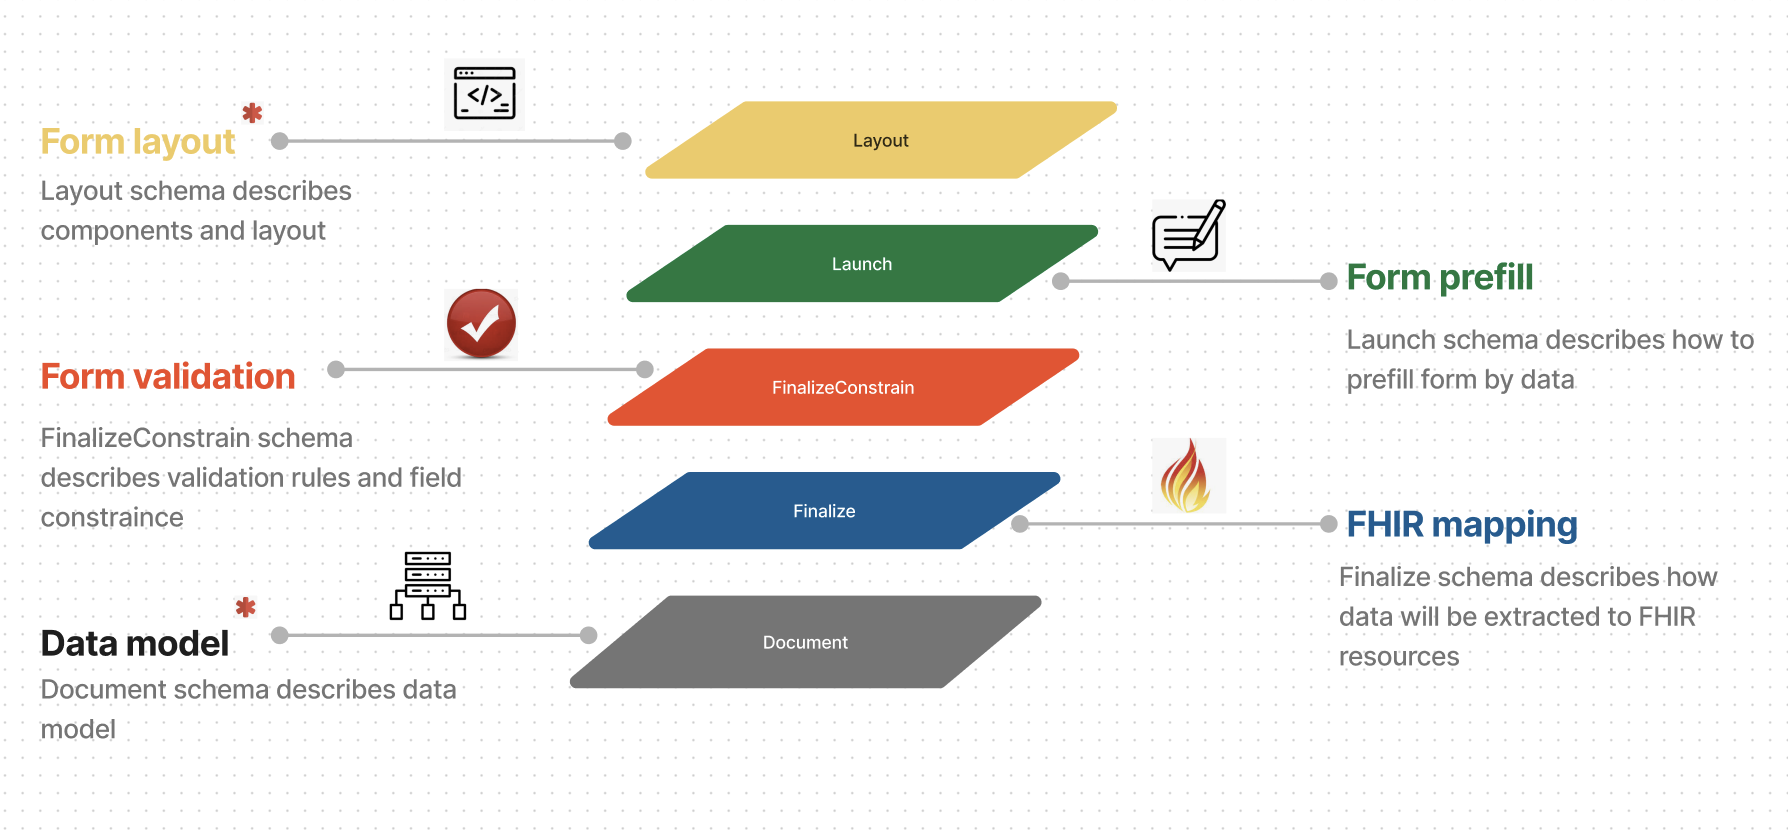 Form layout *
Layout schema describes
components and layout
Layout
Launch
Form prefill
Launch schema describes how to
prefill form by data
Form validation
FinalizeConstrain schema
describes validation rules and field
constraince
FinalizeConstrain
Finalize
FHIR mapping
Finalize schema describes how
data will be extracted to FHIR
resources
Data model *
Document schema describes data
model
Document